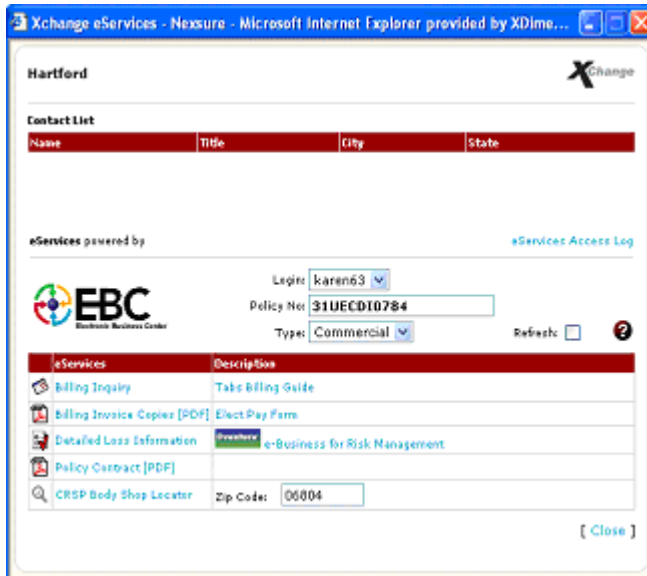 Xchange eServices - Nexsure - Microsoft Internet Explorer provided by XDime...
Hartford
XChange
Contact List
Name Title City State
eServices powered by eServices Access Log
EBC
Electronic Business Center
Login: karen63
Policy No: 31UECDI0784
Type: Commercial Refresh: ?
eServices Description
Billing Inquiry Tabs Billing Guide
Billing Invoice Copies [PDF] Elect Pay Form
Detailed Loss Information e-Business for Risk Management
Policy Contract [PDF]
CRSP Body Shop Locator Zip Code: 06804
[ Close ]